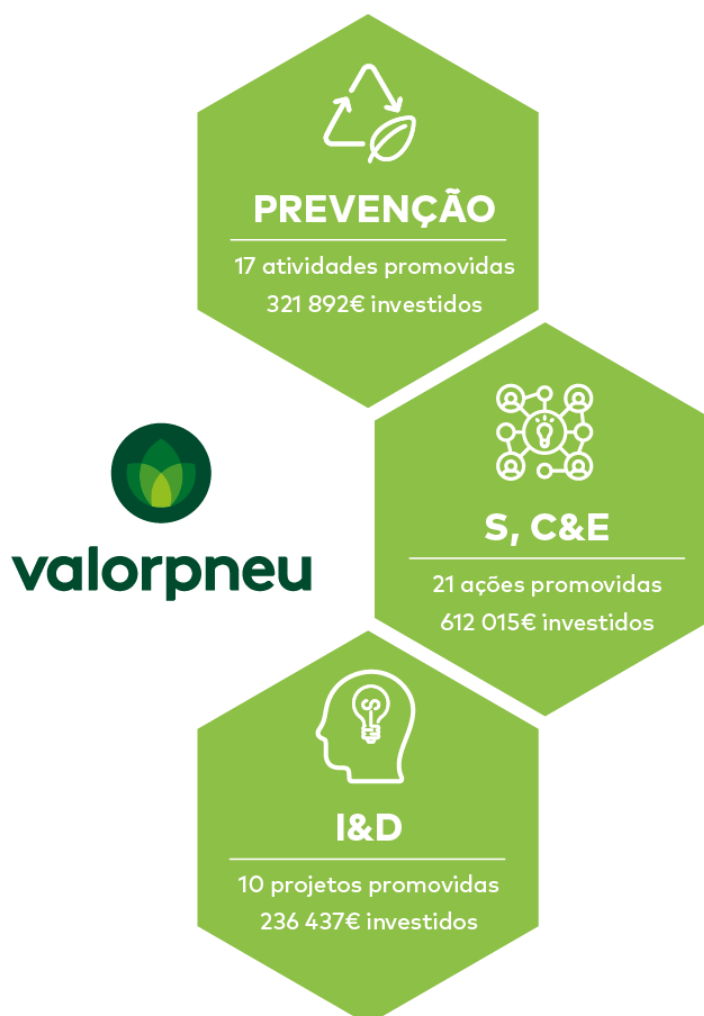 PREVENÇÃO
17 atividades promovidas
321 892€ investidos
valorpneu
S, C&E
21 ações promovidas
612 015€ investidos
I&D
10 projetos promovidas
236 437€ investidos